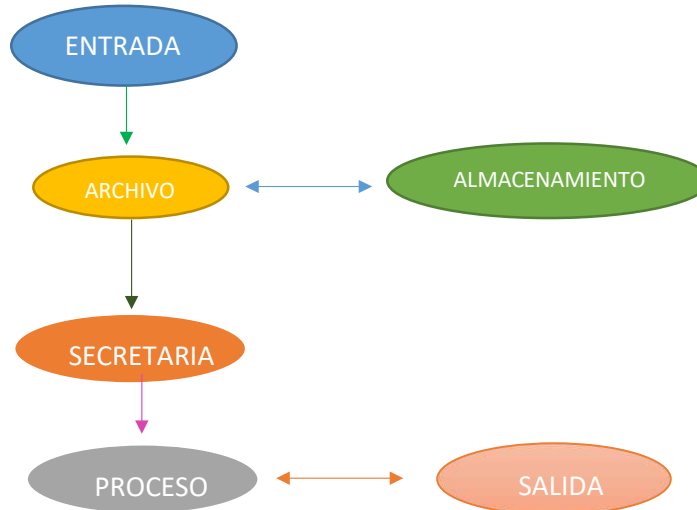 ENTRADA
ARCHIVO
ALMACENAMIENTO
SECRETARIA
PROCESO
SALIDA